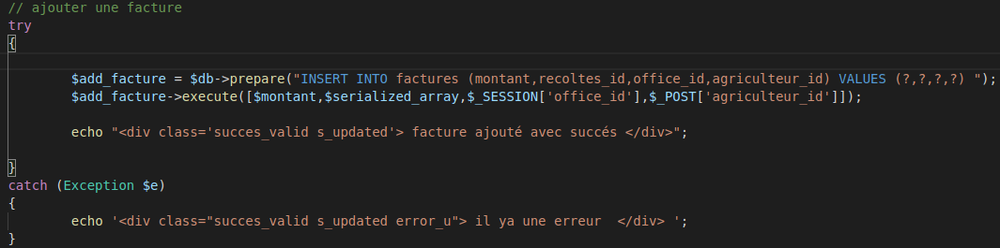 // ajouter une facture
try
{
$add_facture = $db->prepare("INSERT INTO factures (montant,recoltes_id,office_id,agriculteur_id) VALUES (?,?,?,?) ");
$add_facture->execute([$montant,$serialized_array,$_SESSION['office_id'],$_POST['agriculteur_id']]);
echo "<div class='succes_valid s_updated'> facture ajouté avec succés </div>";
}
catch (Exception $e)
{
echo '<div class="succes_valid s_updated error_u"> il ya une erreur  </div> ';
}